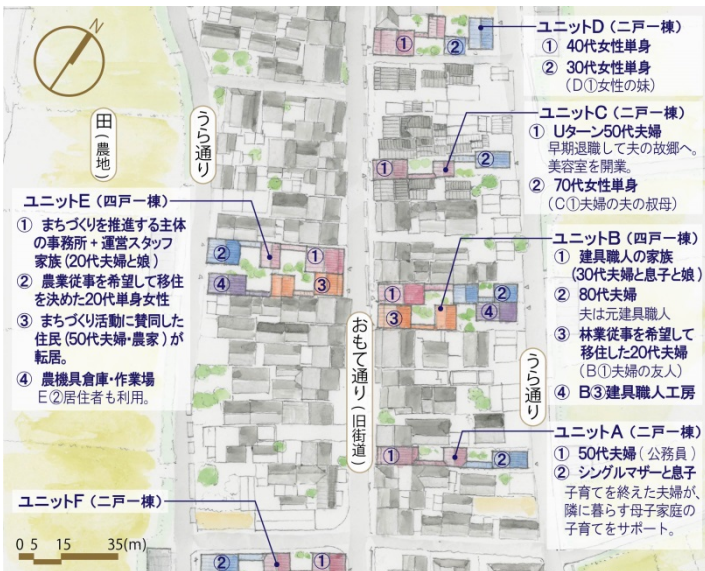 N
田(農地)
うら通り
ユニットE(四戸一棟)
① まちづくりを推進する主体
の事務所+運営スタッフ
家族(20代夫婦と娘)
② 農業従事を希望して移住
を決めた20代単身女性
③ まちづくり活動に賛同した
住民(50代夫婦・農家)が
転居。
④ 農機具倉庫・作業場
E②居住者も利用。
ユニットF(二戸一棟)
0 5 15 35(m)
おもて通り(旧街道)
うら通り
ユニットD(二戸一棟)
① 40代女性単身
② 30代女性単身
(D①女性の妹)
ユニットC(二戸一棟)
① Uターン50代夫婦
早期退職して夫の故郷へ。
美容室を開業。
② 70代女性単身
(C①夫婦の夫の叔母)
ユニットB(四戸一棟)
① 建具職人の家族
(30代夫婦と息子と娘)
② 80代夫婦
夫は元建具職人
③ 林業従事を希望して
移住した20代夫婦
(B①夫婦の友人)
④ B③建具職人工房
ユニットA(二戸一棟)
① 50代夫婦(公務員)
② シングルマザーと息子
子育てを終えた夫婦が、
隣に暮らす母子家庭の
子育てをサポート。
① ②
① ②
② ①
④ ③
① ②
③ ④
① ②
② ①